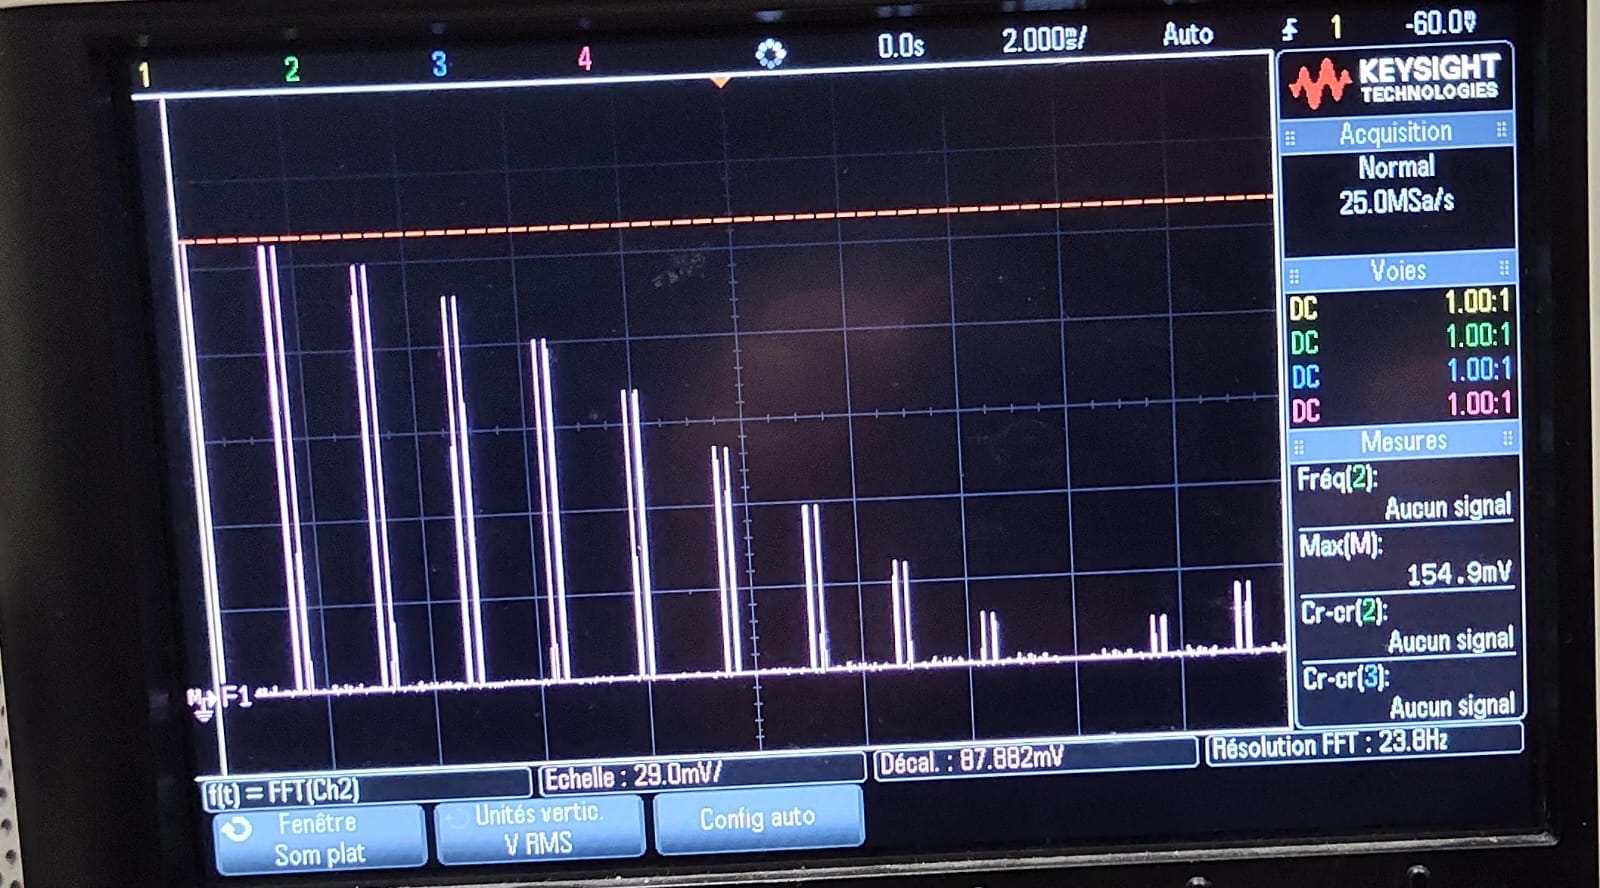 1 2 3 4 0.0s 2.000ms/ Auto 1 -60.0V
KEYSIGHT
TECHNOLOGIES
Acquisition
Normal
25.0MSa/s
Voies
DC 1.00:1
DC 1.00:1
DC 1.00:1
DC 1.00:1
Mesures
Fréq(2):
Aucun signal
Max(M):
154.9mV
Cr-cr(2):
Aucun signal
Cr-cr(3):
Aucun signal
M F1
f(t) = FFT(Ch2)
Echelle : 29.0mV/
Décal. : 87.882mV
Résolution FFT : 23.8Hz
Fenêtre
Som plat
Unités vertic.
V RMS
Config auto